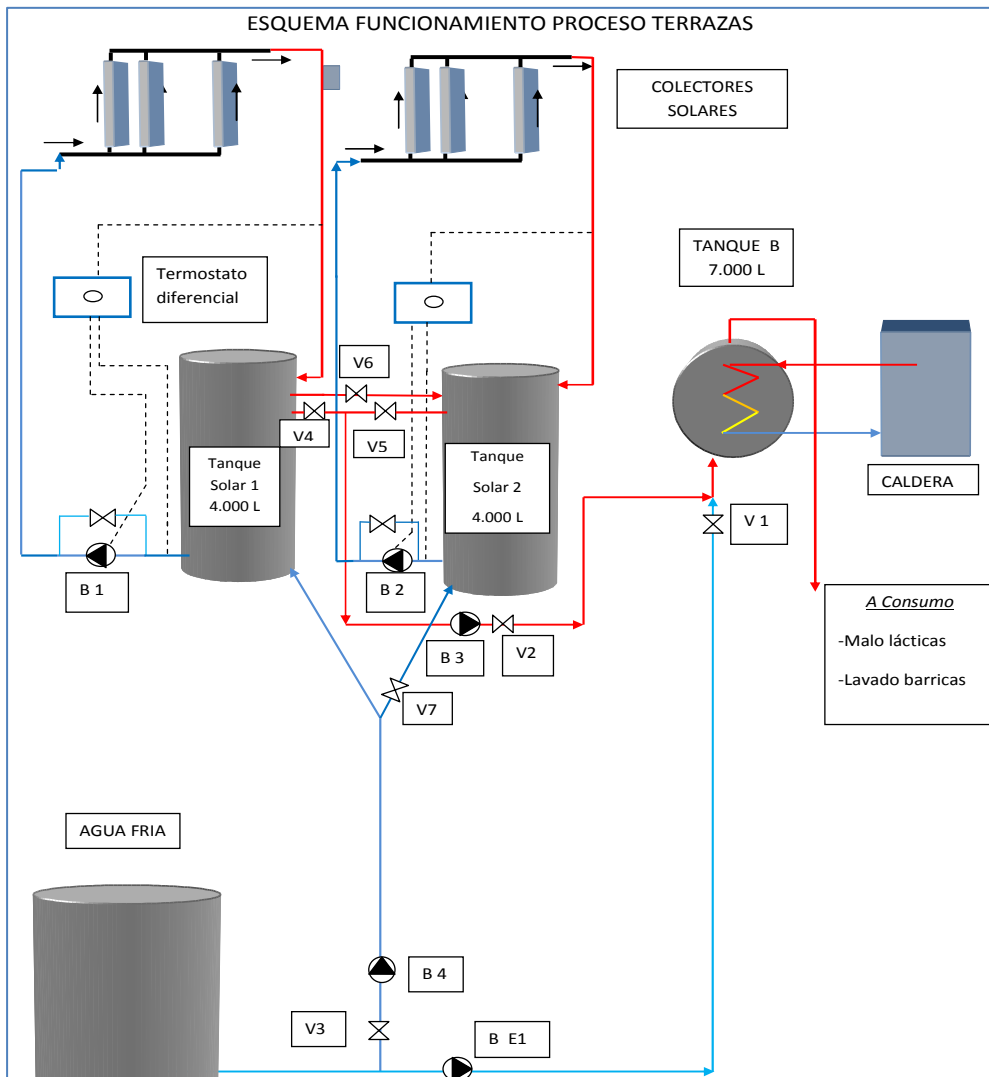 ESQUEMA FUNCIONAMIENTO PROCESO TERRAZAS
COLECTORES
SOLARES
TANQUE B
7.000 L
Termostato
diferencial
V6
V4
V5
Tanque
Solar 1
4.000 L
Tanque
Solar 2
4.000 L
CALDERA
V 1
B 1
B 2
A Consumo
-Malo lácticas
-Lavado barricas
B 3
V2
V7
AGUA FRIA
B 4
V3
B E1